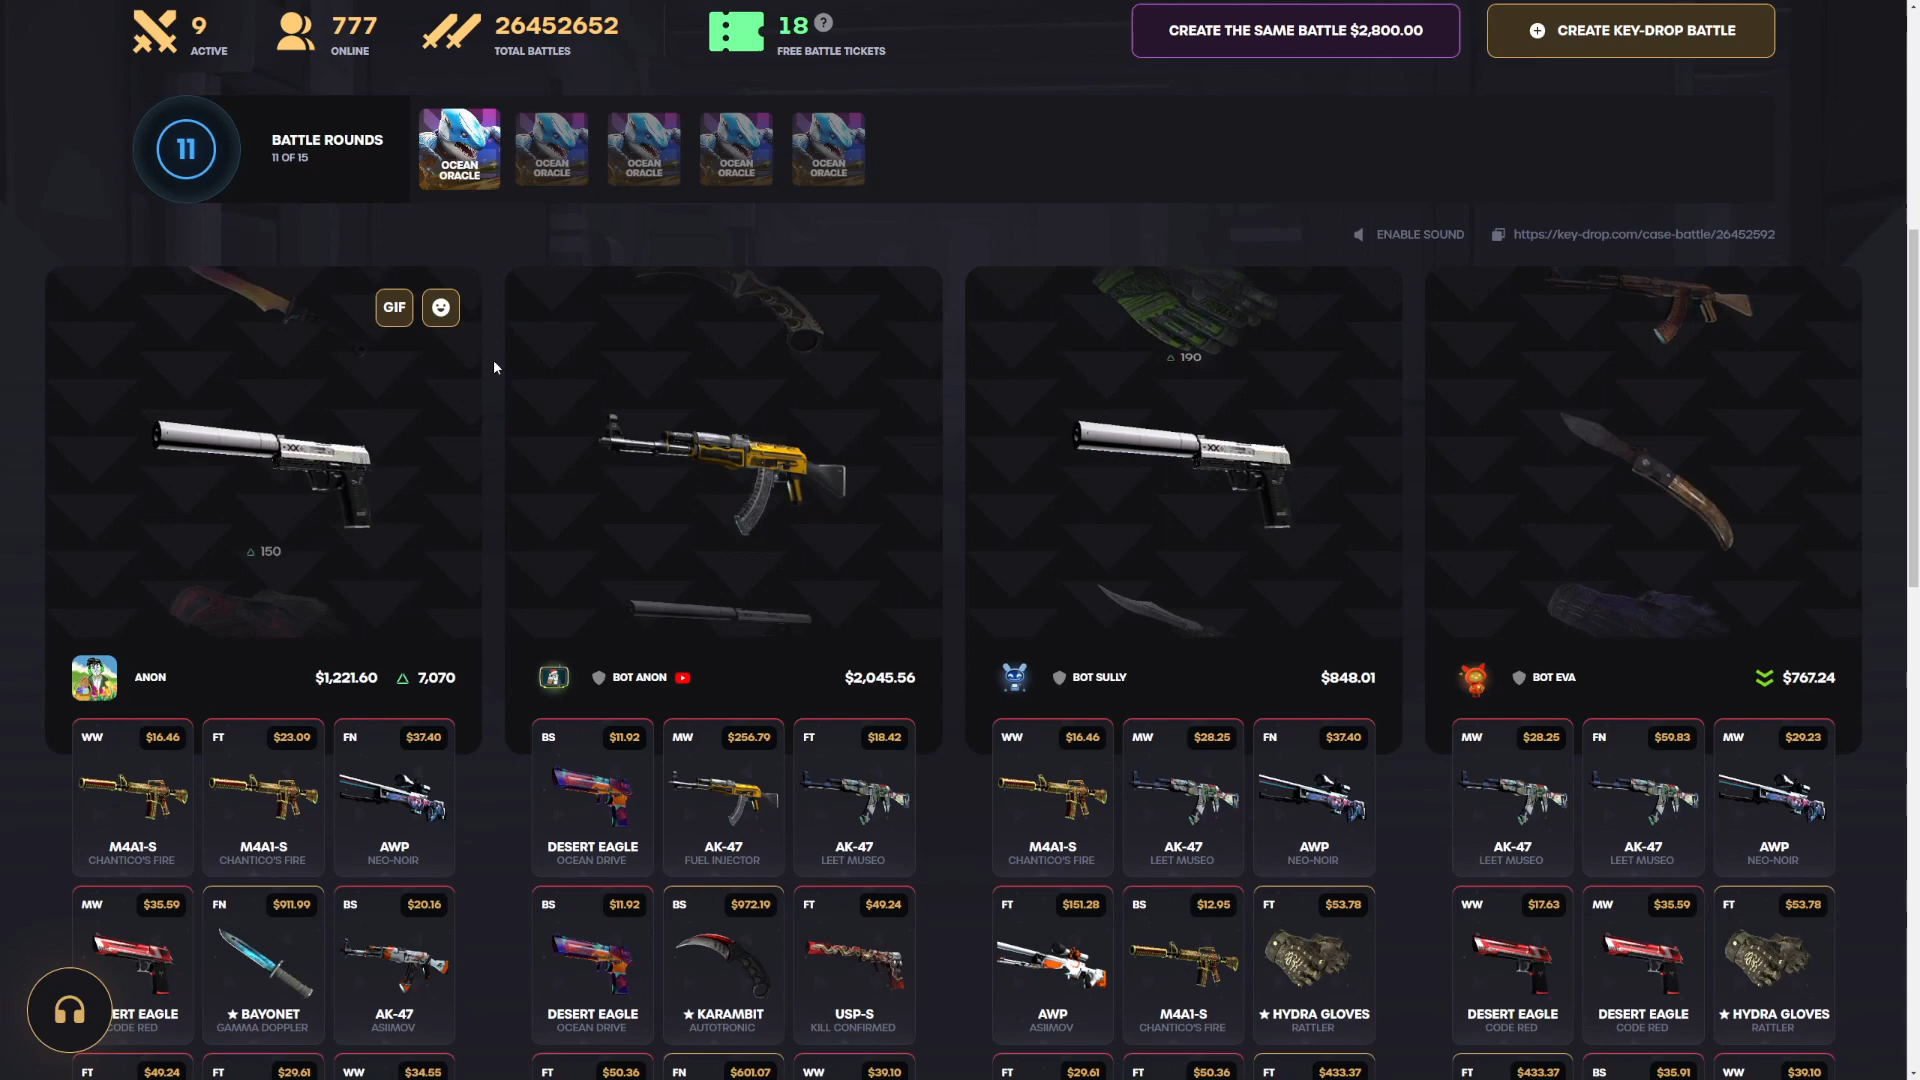 9
ACTIVE
777
ONLINE
26452652
TOTAL BATTLES
18 ?
FREE BATTLE TICKETS
CREATE THE SAME BATTLE $2,800.00
CREATE KEY-DROP BATTLE
11
BATTLE ROUNDS
11 OF 15
OCEAN
ORACLE
OCEAN
ORACLE
OCEAN
ORACLE
OCEAN
ORACLE
OCEAN
ORACLE
ENABLE SOUND
https://key-drop.com/case-battle/26452592
GIF
190
150
ANON
$1,221.60
7,070
BOT ANON
$2,045.56
BOT SULLY
$848.01
BOT EVA
$767.24
WW $16.46
FT $23.09
FN $37.40
BS $11.92
MW $256.79
FT $18.42
WW $16.46
MW $28.25
FN $37.40
MW $28.25
FN $59.83
MW $29.23
M4A1-S
CHANTICO'S FIRE
M4A1-S
CHANTICO'S FIRE
AWP
NEO-NOIR
DESERT EAGLE
OCEAN DRIVE
AK-47
FUEL INJECTOR
AK-47
LEET MUSEO
M4A1-S
CHANTICO'S FIRE
AK-47
LEET MUSEO
AWP
NEO-NOIR
AK-47
LEET MUSEO
AK-47
LEET MUSEO
AWP
NEO-NOIR
MW $35.59
FN $911.99
BS $20.16
BS $11.92
BS $972.19
FT $49.24
FT $151.28
BS $12.95
FT $53.78
WW $17.63
MW $35.59
FT $53.78
ERT EAGLE
CODE RED
★ BAYONET
GAMMA DOPPLER
AK-47
ASIIMOV
DESERT EAGLE
OCEAN DRIVE
★ KARAMBIT
AUTOTRONIC
USP-S
KILL CONFIRMED
AWP
ASIIMOV
M4A1-S
CHANTICO'S FIRE
★ HYDRA GLOVES
RATTLER
DESERT EAGLE
CODE RED
DESERT EAGLE
CODE RED
★ HYDRA GLOVES
RATTLER
FT $49.24
FT $29.61
WW $34.55
FT $50.36
FN $601.07
WW $39.10
FT $29.61
FT $50.36
FT $433.37
FT $433.37
BS $35.91
WW $39.10